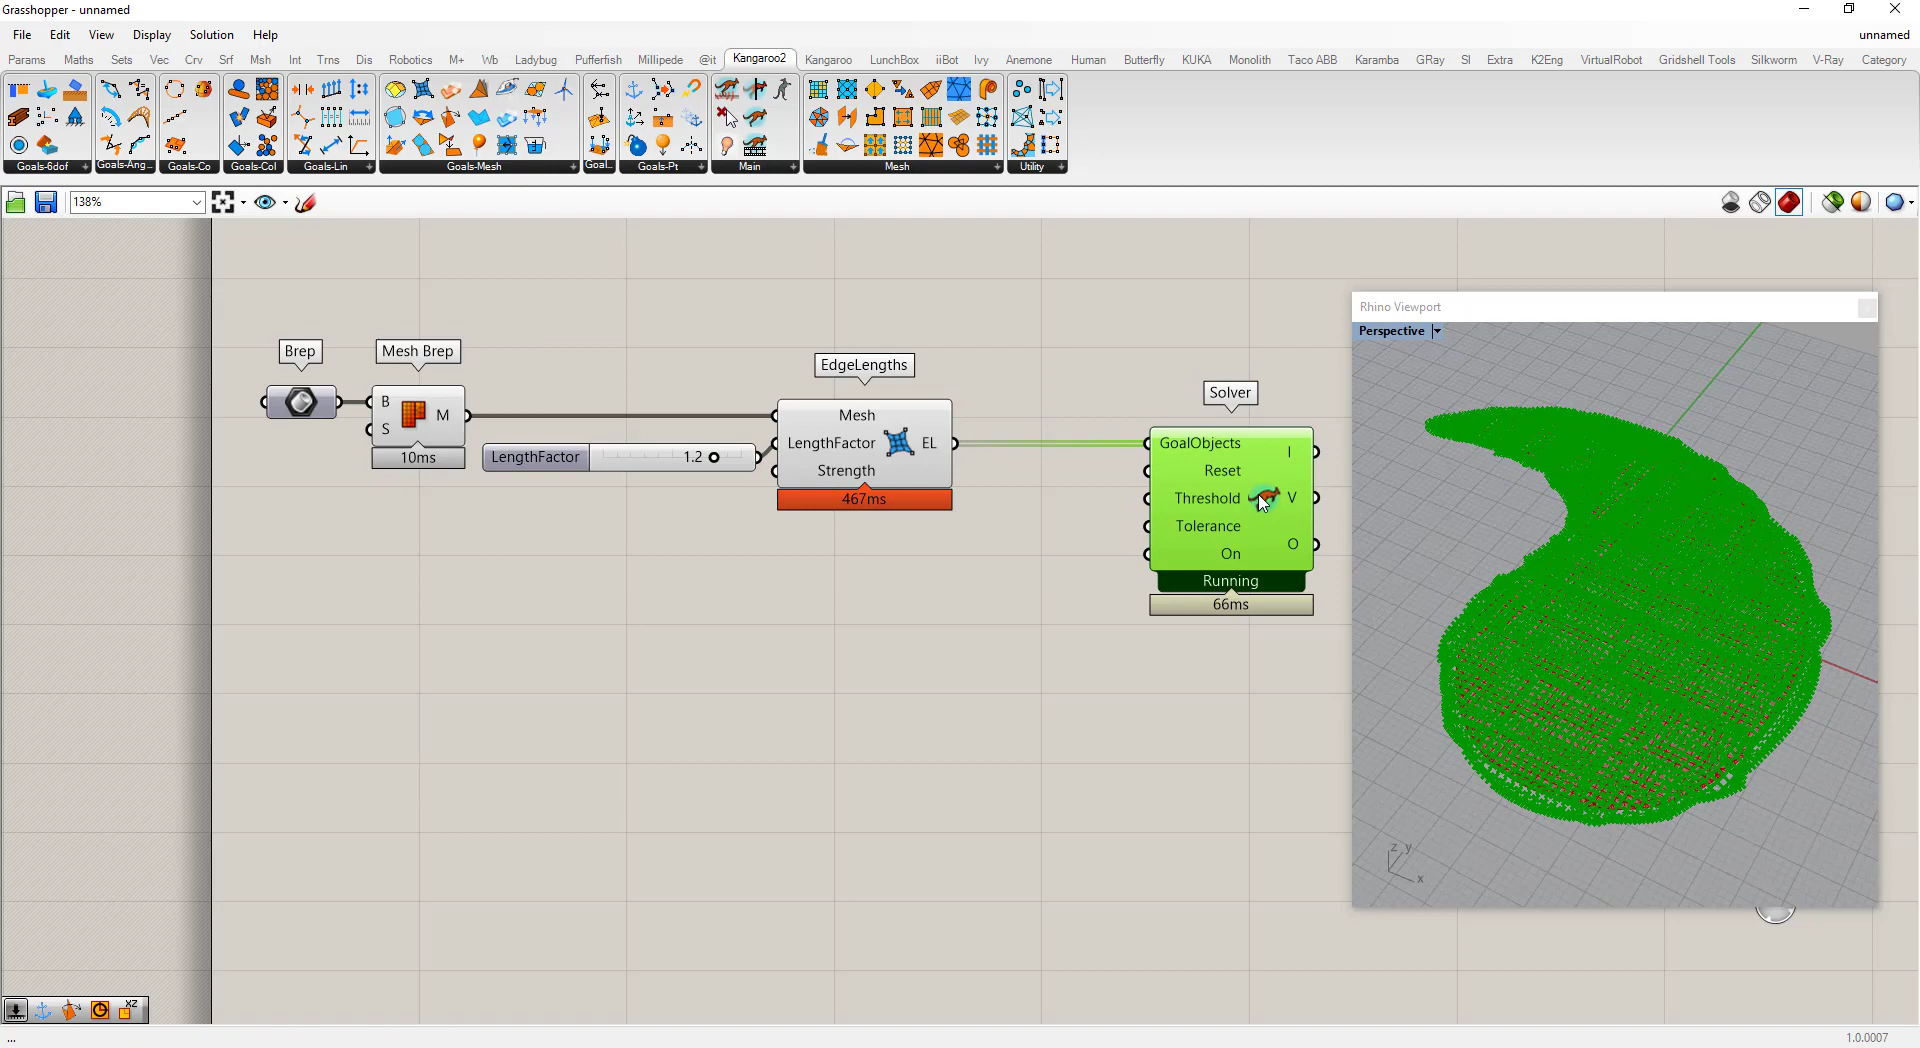 Grasshopper - unnamed
File Edit View Display Solution Help unnamed
Params Maths Sets Vec Crv Srf Msh Int Trns Dis Robotics M+ Wb Ladybug Pufferfish Millipede @it Kangaroo2 Kangaroo LunchBox iiBot Ivy Anemone Human Butterfly KUKA Monolith Taco ABB Karamba GRay SI Extra K2Eng VirtualRobot Gridshell Tools Silkworm V-Ray Category
Goals-6dof Goals-Ang... Goals-Co Goals-Col Goals-Lin Goals-Mesh Goal... Goals-Pt Main Mesh Utility
138%
Rhino Viewport
Perspective
Brep Mesh Brep
EdgeLengths
Solver
B
M
S
10ms
LengthFactor 1.2
Mesh
LengthFactor EL
Strength
467ms
GoalObjects I
Reset
Threshold V
Tolerance
O
On
Running
66ms
z y
x
XZ
... 1.0.0007